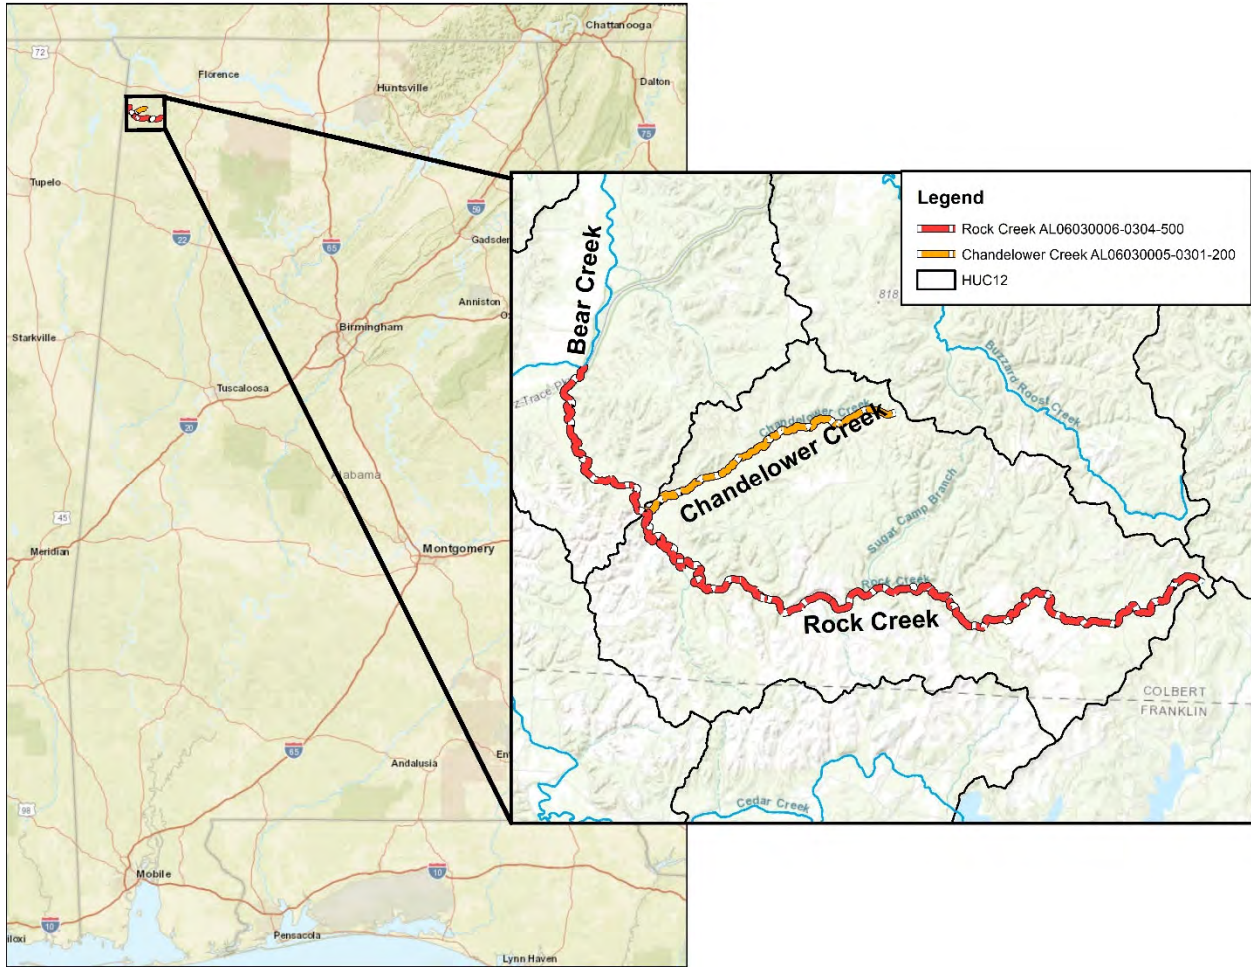 Chattanooga
72
Florence
Huntsville
Dalton
75
Tupelo
22
65
59
Gadsden
Anniston
Birmingham
Starkville
Tuscaloosa
20
Alabama
45
Meridian
Montgomery
65
Andalusia
98
Mobile
10
10
Pensacola
Lynn Haven
Legend
Rock Creek AL06030006-0304-500
Chandelower Creek AL06030005-0301-200
HUC12
818
Bear Creek
z Trace Pk
Buzzard Roost Creek
Chandelower Creek
Chandelower Creek
Sugar Camp Branch
Rock Creek
Rock Creek
COLBERT
FRANKLIN
Cedar Creek